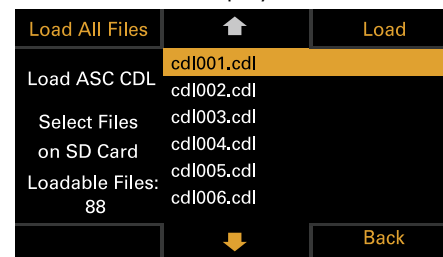 Load All Files
Load
Load ASC CDL
Select Files
on SD Card
Loadable Files:
88
cdl001.cdl
cdl002.cdl
cdl003.cdl
cdl004.cdl
cdl005.cdl
cdl006.cdl
Back